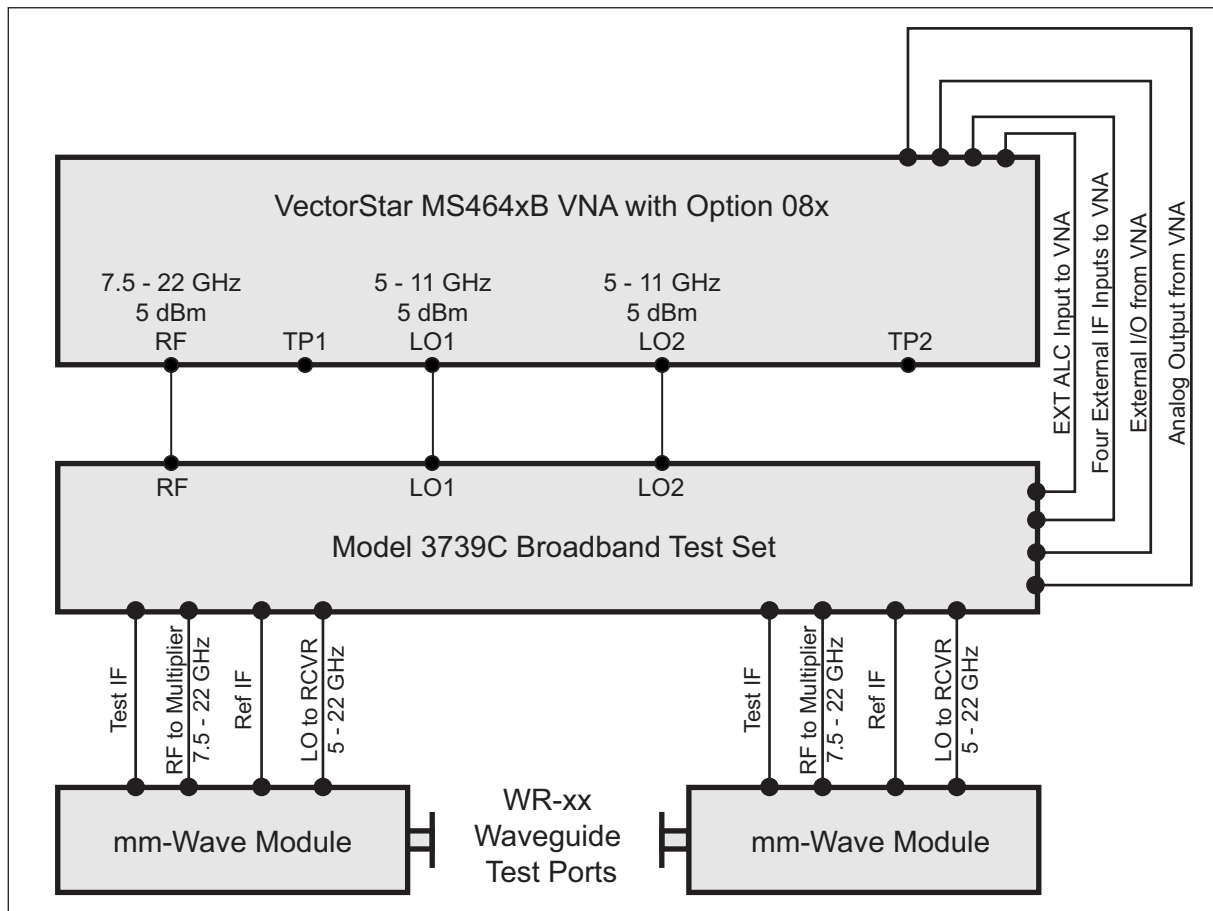 VectorStar MS464xB VNA with Option 08x
7.5 - 22 GHz
5 dBm
RF
TP1
5 - 11 GHz
5 dBm
LO1
5 - 11 GHz
5 dBm
LO2
TP2
EXT ALC Input to VNA
Four External IF Inputs to VNA
External I/O from VNA
Analog Output from VNA
RF
LO1
LO2
Model 3739C Broadband Test Set
Test IF
RF to Multiplier
7.5 - 22 GHz
Ref IF
LO to RCVR
5 - 22 GHz
Test IF
RF to Multiplier
7.5 - 22 GHz
Ref IF
LO to RCVR
5 - 22 GHz
mm-Wave Module
WR-xx
Waveguide
Test Ports
mm-Wave Module